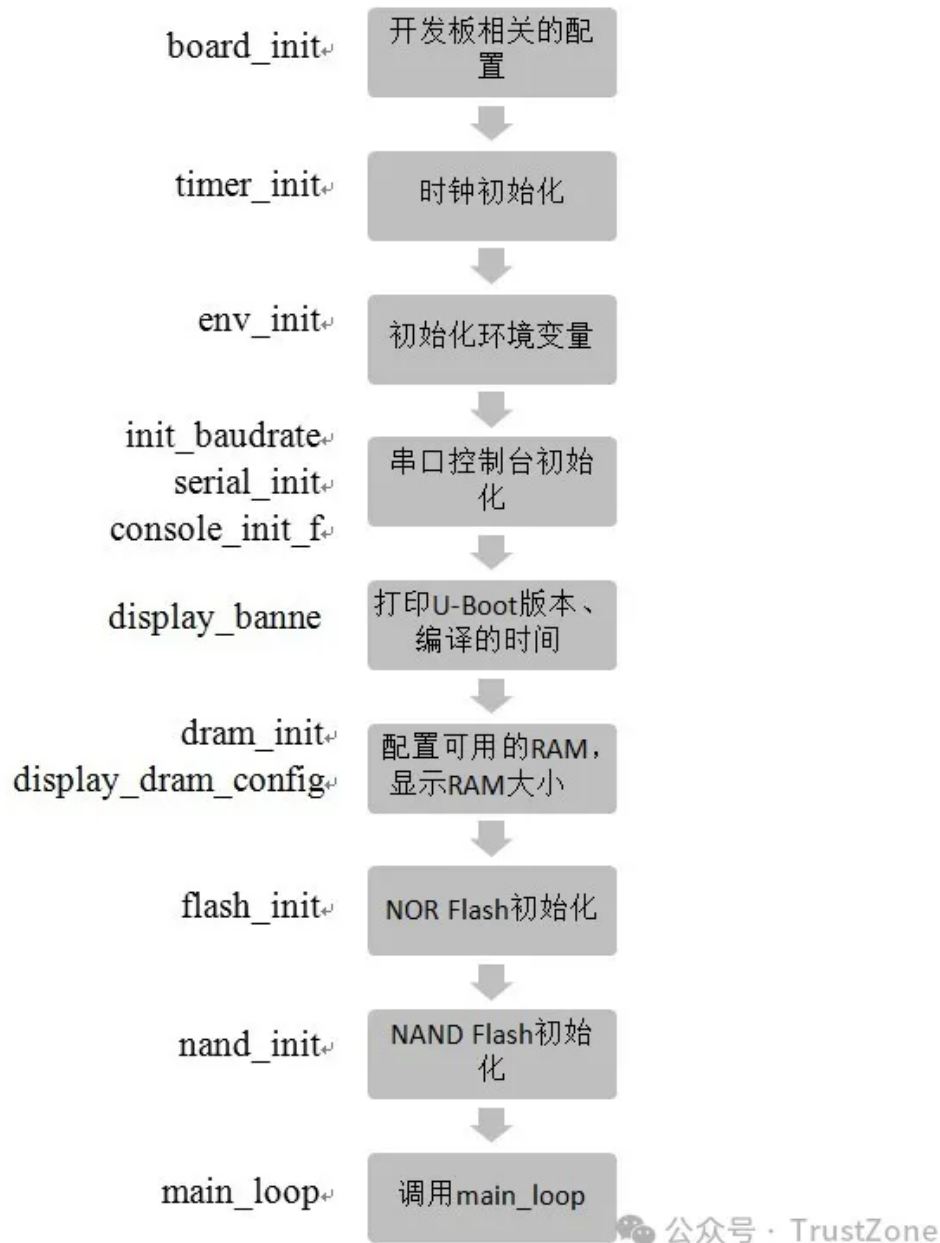 board_init
开发板相关的配
置
timer_init
时钟初始化
env_init
初始化环境变量
init_baudrate
serial_init
console_init_f
串口控制台初始
化
display_banne
打印U-Boot版本、
编译的时间
dram_init
display_dram_config
配置可用的RAM，
显示RAM大小
flash_init
NOR Flash初始化
nand_init
NAND Flash初始
化
main_loop
调用main_loop
公众号 · TrustZone